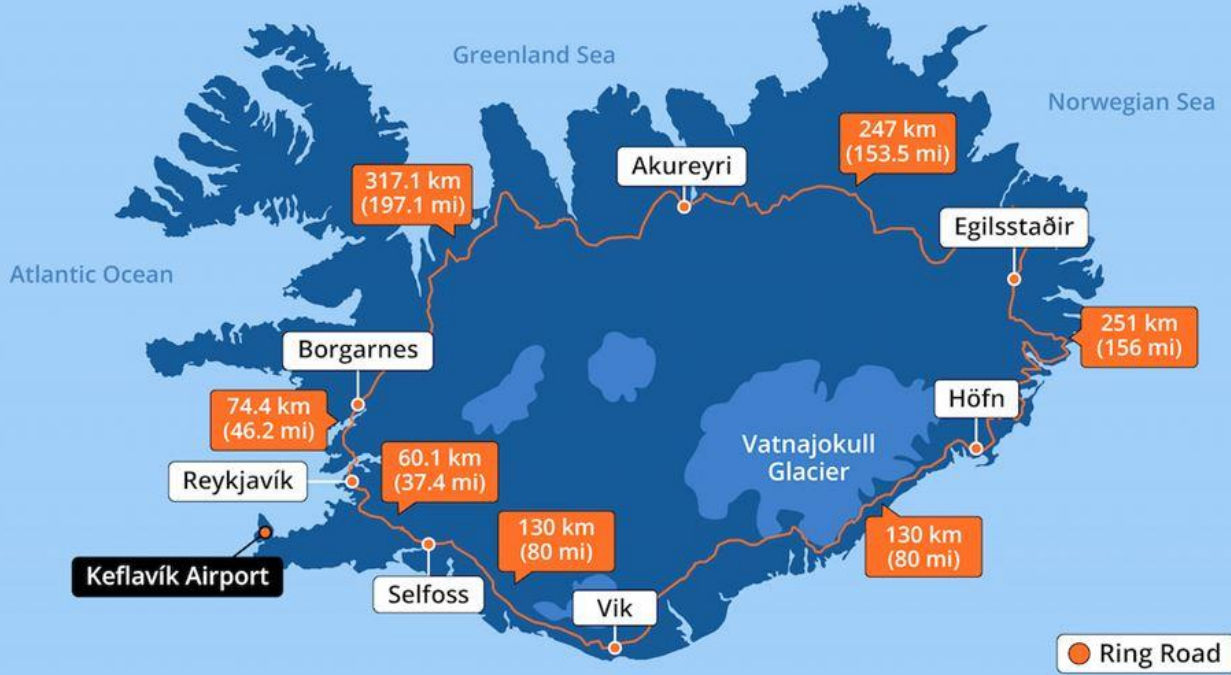 Greenland Sea
Norwegian Sea
247 km
(153.5 mi)
Akureyri
317.1 km
(197.1 mi)
Egilsstaðir
Atlantic Ocean
251 km
(156 mi)
Borgarnes
Höfn
74.4 km
(46.2 mi)
Vatnajokull
Glacier
60.1 km
(37.4 mi)
Reykjavík
130 km
(80 mi)
130 km
(80 mi)
Keflavík Airport
Selfoss
Vik
Ring Road